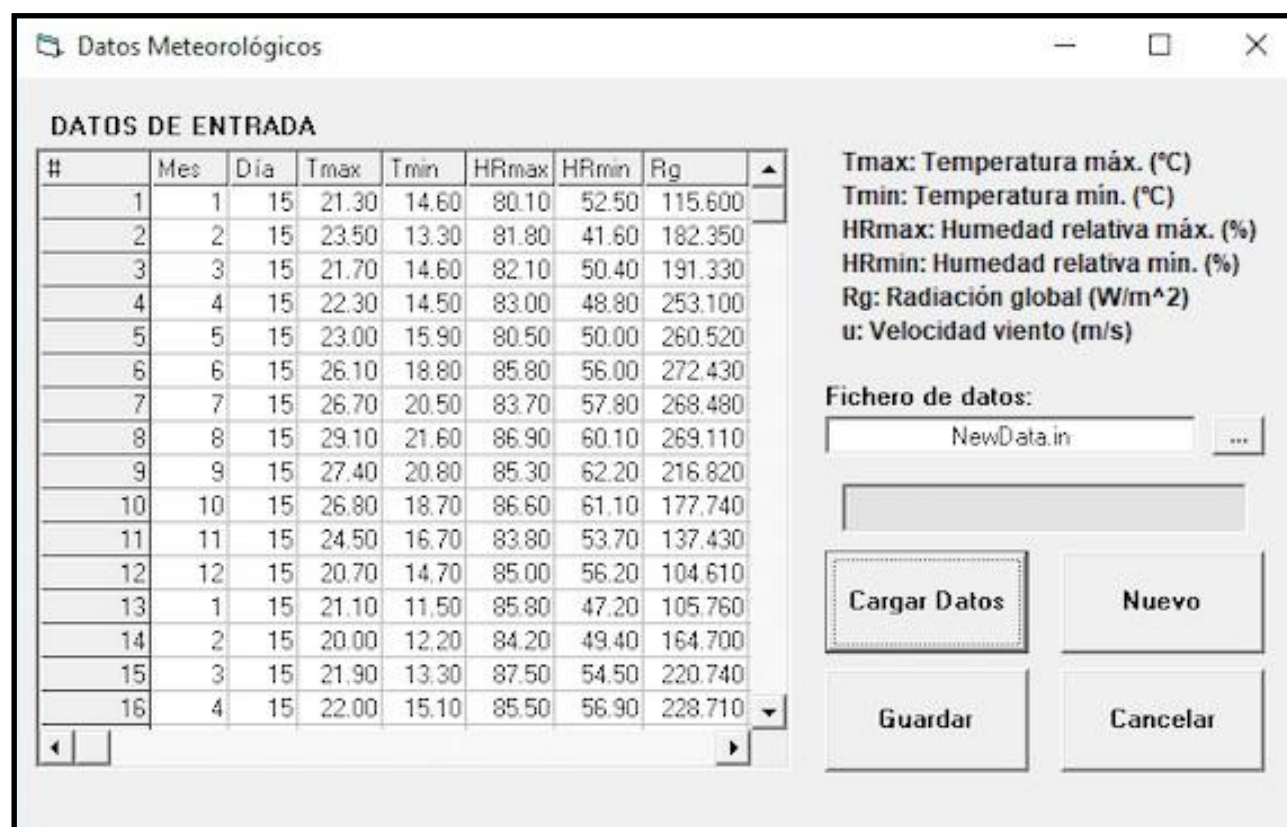 Datos Meteorológicos
DATOS DE ENTRADA
# Mes Día Tmax Tmin HRmax HRmin Rg
1 1 15 21.30 14.60 80.10 52.50 115.600
2 2 15 23.50 13.30 81.80 41.60 182.350
3 3 15 21.70 14.60 82.10 50.40 191.330
4 4 15 22.30 14.50 83.00 48.80 253.100
5 5 15 23.00 15.90 80.50 50.00 260.520
6 6 15 26.10 18.80 85.80 56.00 272.430
7 7 15 26.70 20.50 83.70 57.80 268.480
8 8 15 29.10 21.60 86.90 60.10 269.110
9 9 15 27.40 20.80 85.30 62.20 216.820
10 10 15 26.80 18.70 86.60 61.10 177.740
11 11 15 24.50 16.70 83.80 53.70 137.430
12 12 15 20.70 14.70 85.00 56.20 104.610
13 1 15 21.10 11.50 85.80 47.20 105.760
14 2 15 20.00 12.20 84.20 49.40 164.700
15 3 15 21.90 13.30 87.50 54.50 220.740
16 4 15 22.00 15.10 85.50 56.90 228.710
Tmax: Temperatura máx. (ºC)
Tmin: Temperatura min. (ºC)
HRmax: Humedad relativa máx. (%)
HRmin: Humedad relativa min. (%)
Rg: Radiación global (W/m^2)
u: Velocidad viento (m/s)
Fichero de datos:
NewData.in ...
Cargar Datos Nuevo
Guardar Cancelar